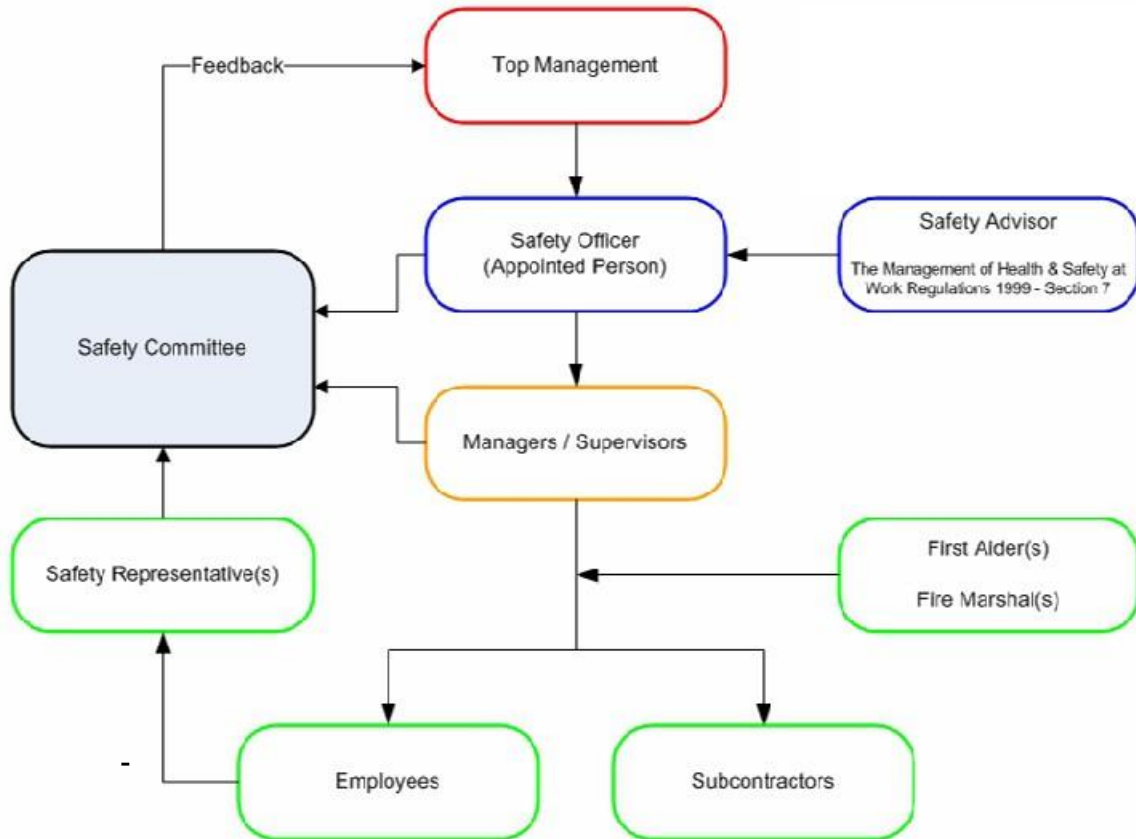 Feedback
Top Management
Safety Officer
(Appointed Person)
Safety Advisor
The Management of Health & Safety at
Work Regulations 1999 - Section 7
Safety Committee
Managers / Supervisors
Safety Representative(s)
First Aider(s)
Fire Marshal(s)
-
Employees
Subcontractors